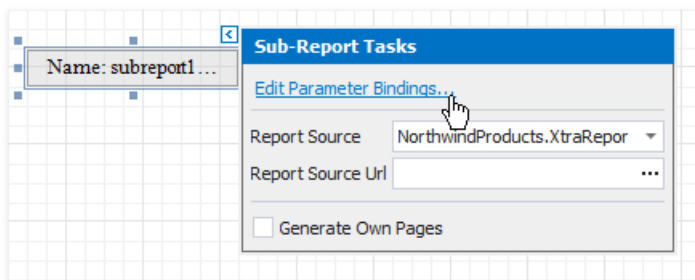 Name: subreport1...
Sub-Report Tasks
Edit Parameter Bindings...
Report Source NorthwindProducts.XtraRepor
Report Source Url ...
Generate Own Pages